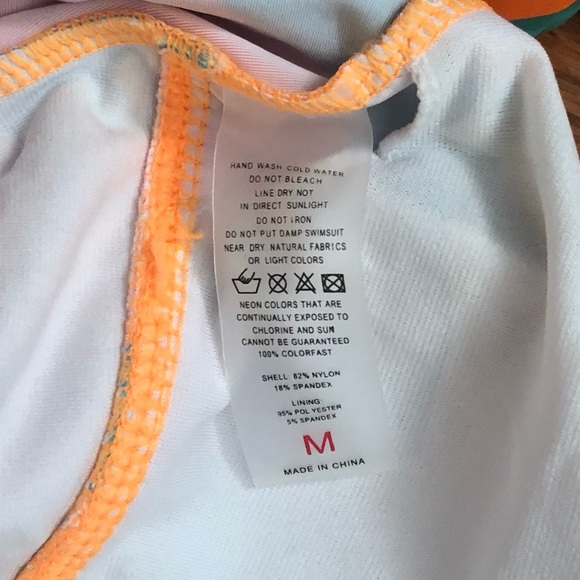 HAND WASH COLD WATER
DO NOT BLEACH
LINE DRY NOT
IN DIRECT SUNLIGHT
DO NOT IRON
DO NOT PUT DAMP SWIMSUIT
NEAR DRY NATURAL FABRICS
OR LIGHT COLORS
NEON COLORS THAT ARE
CONTINUALLY EXPOSED TO
CHLORINE AND SUN
CANNOT BE GUARANTEED
100% COLORFAST
SHELL: 82% NYLON
18% SPANDEX
LINING:
95% POLYESTER
5% SPANDEX
M
MADE IN CHINA